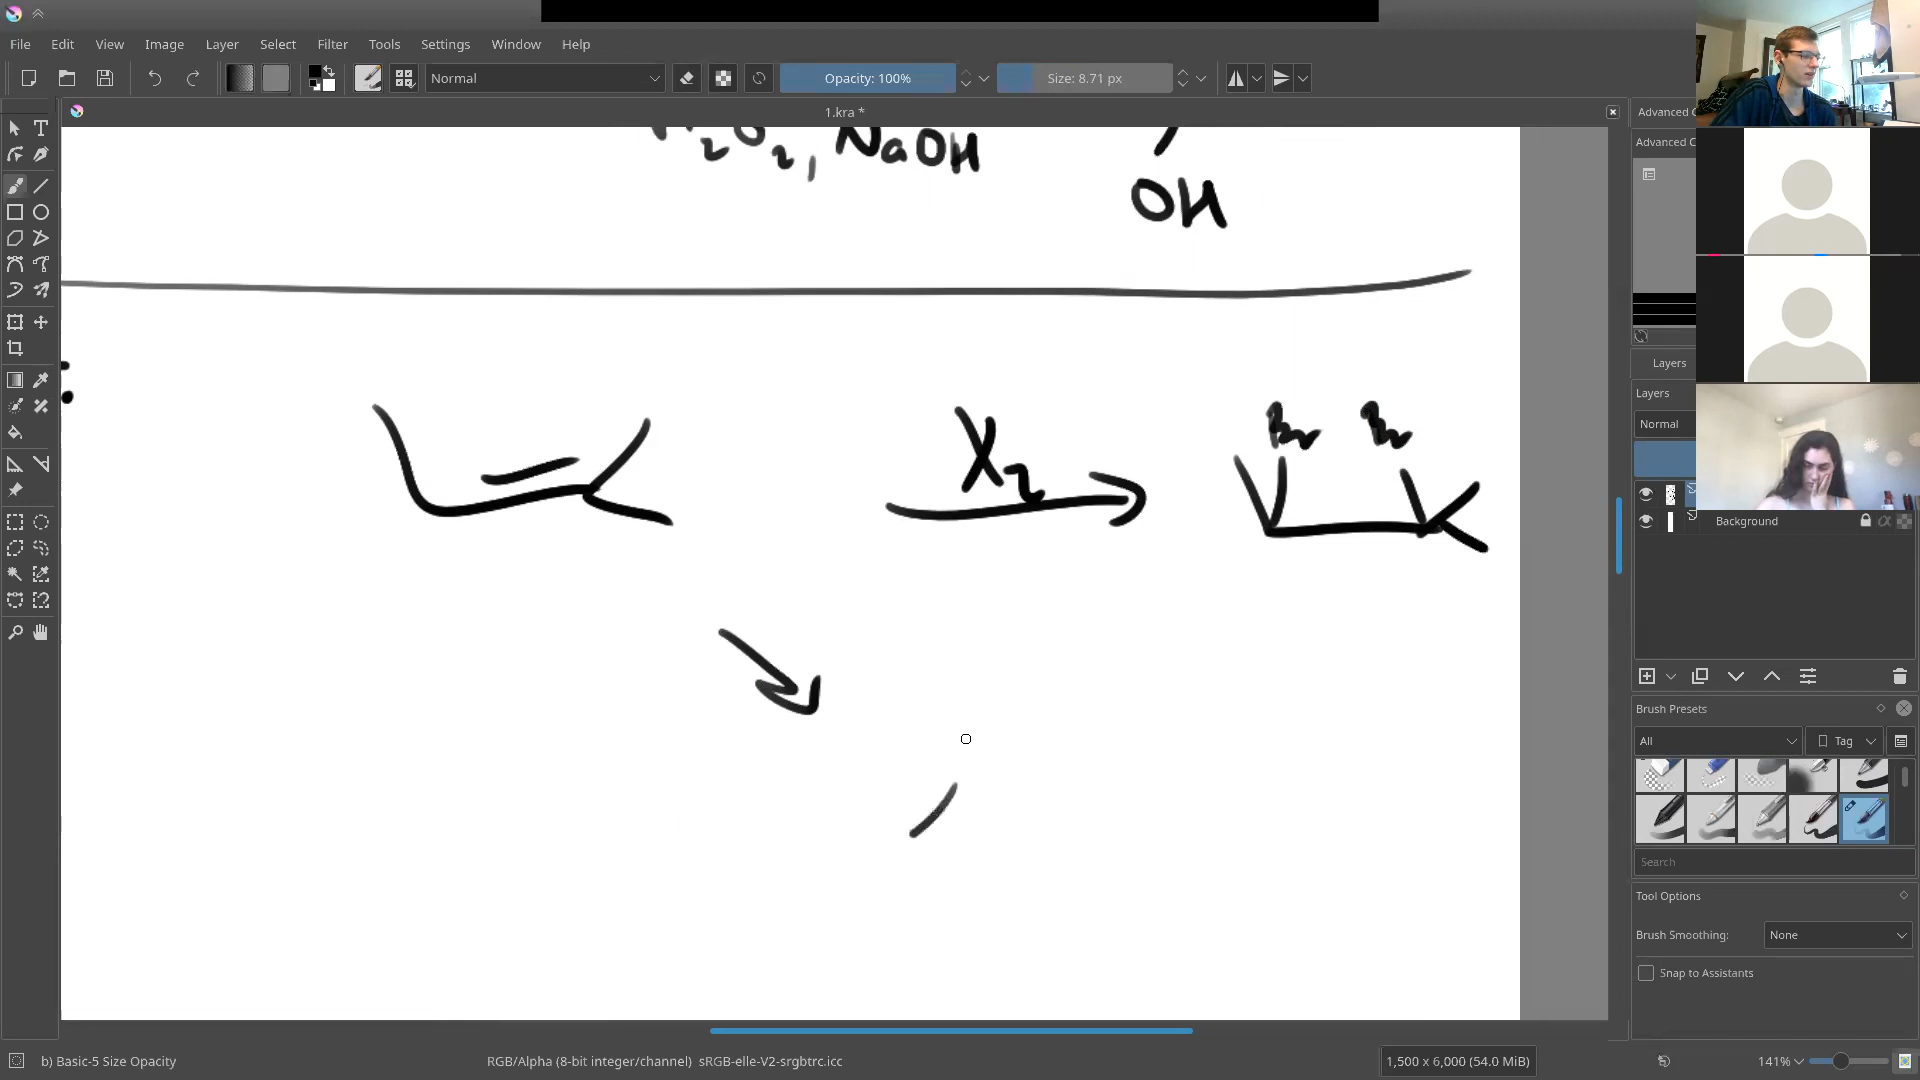 File Edit View Image Layer Select Filter Tools Settings Window Help
Normal
Opacity: 100%
Size: 8.71 px
1.kra *
Advanced C
Advanced C
2O2, NaOH
OH
X2
Br Br
Layers
Layers
Normal
Background
Brush Presets
All
Tag
Search
Tool Options
Brush Smoothing: None
Snap to Assistants
b) Basic-5 Size Opacity
RGB/Alpha (8-bit integer/channel) sRGB-elle-V2-srgbtrc.icc
1,500 x 6,000 (54.0 MiB)
141%